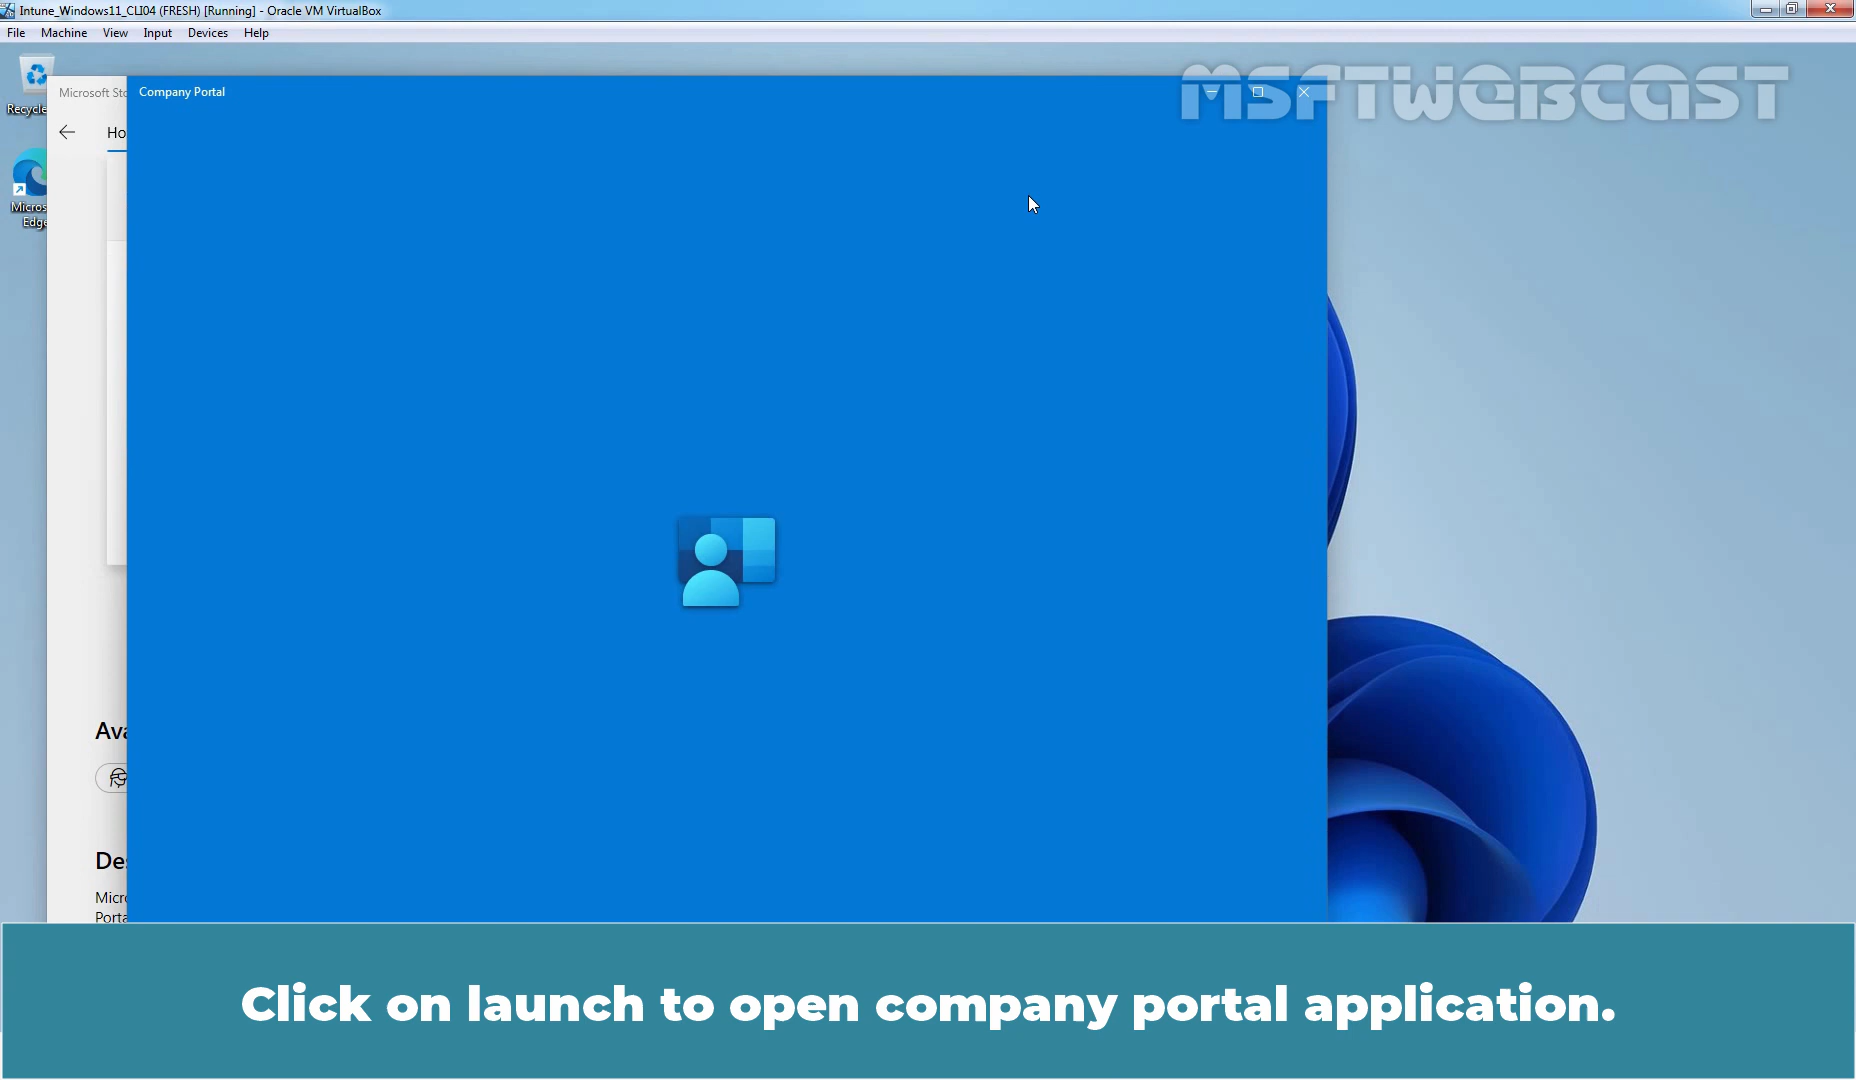 Intune_Windows11_CLI04 (FRESH) [Running] - Oracle VM VirtualBox
File Machine View Input Devices Help
MSFTWEBCAST
Microsoft Sto
Company Portal
Recycle
Ho
Micros
Edge
Ava
Des
Micro
Porta
Click on launch to open company portal application.